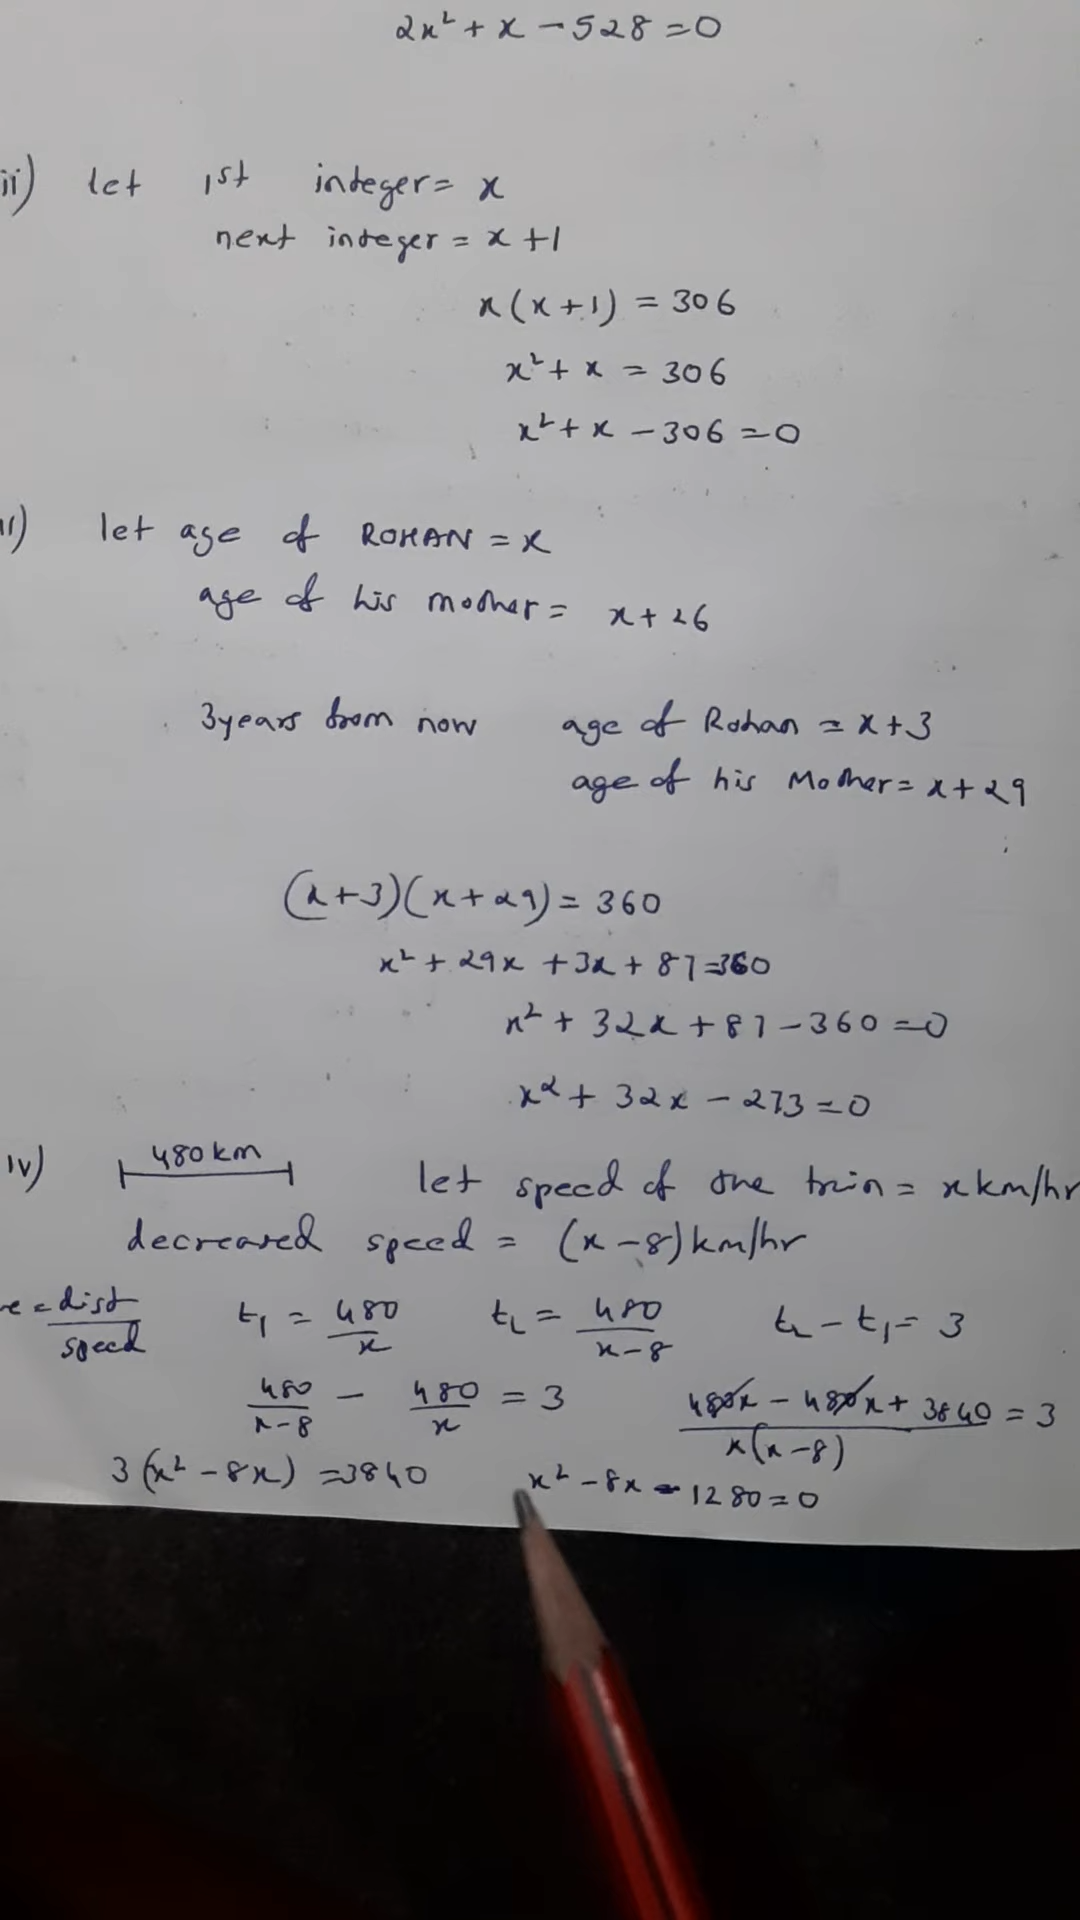 2x² + x - 528 = 0
ii) let 1st integer = x
next integer = x + 1
x(x+1) = 306
x² + x = 306
x² + x - 306 = 0
let age of ROHAN = x
age of his mother = x + 26
3 years from now age of Rohan = x + 3
age of his Mother = x + 29
(x+3)(x+29) = 360
x² + 29x + 3x + 87 = 360
x² + 32x + 87 - 360 = 0
x² + 32x - 273 = 0
iv) 480 km let speed of the train = x km/hr
decreased speed = (x-8) km/hr
e = dist/speed t₁ = 480/x t₂ = 480/(x-8) t₂ - t₁ = 3
480/(x-8) - 480/x = 3 (480x - 480x + 3840)/(x(x-8)) = 3
3(x² - 8x) = 3840 x² - 8x - 1280 = 0